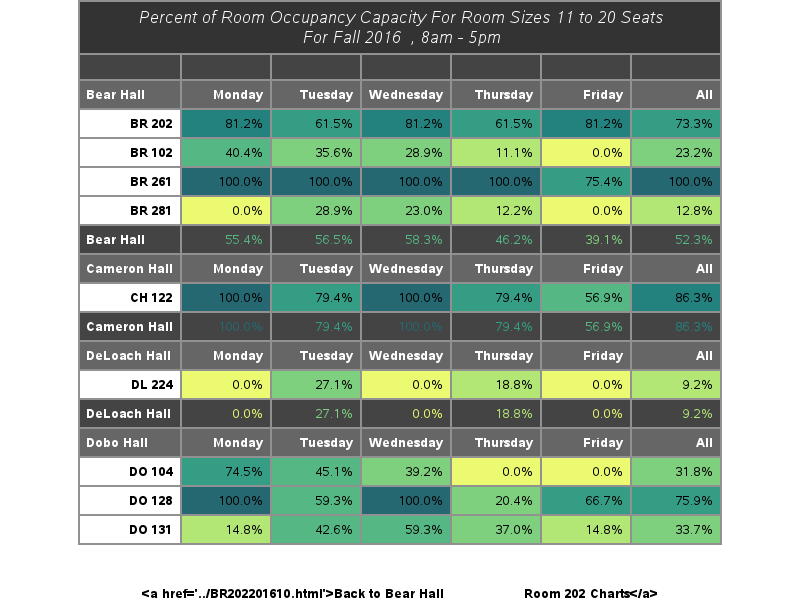 Percent of Room Occupancy Capacity For Room Sizes 11 to 20 Seats
For Fall 2016 , 8am - 5pm
Bear Hall Monday Tuesday Wednesday Thursday Friday All
BR 202 81.2% 61.5% 81.2% 61.5% 81.2% 73.3%
BR 102 40.4% 35.6% 28.9% 11.1% 0.0% 23.2%
BR 261 100.0% 100.0% 100.0% 100.0% 75.4% 100.0%
BR 281 0.0% 28.9% 23.0% 12.2% 0.0% 12.8%
Bear Hall 55.4% 56.5% 58.3% 46.2% 39.1% 52.3%
Cameron Hall Monday Tuesday Wednesday Thursday Friday All
CH 122 100.0% 79.4% 100.0% 79.4% 56.9% 86.3%
Cameron Hall 100.0% 79.4% 100.0% 79.4% 56.9% 86.3%
DeLoach Hall Monday Tuesday Wednesday Thursday Friday All
DL 224 0.0% 27.1% 0.0% 18.8% 0.0% 9.2%
DeLoach Hall 0.0% 27.1% 0.0% 18.8% 0.0% 9.2%
Dobo Hall Monday Tuesday Wednesday Thursday Friday All
DO 104 74.5% 45.1% 39.2% 0.0% 0.0% 31.8%
DO 128 100.0% 59.3% 100.0% 20.4% 66.7% 75.9%
DO 131 14.8% 42.6% 59.3% 37.0% 14.8% 33.7%
<a href='../BR202201610.html'>Back to Bear Hall Room 202 Charts</a>